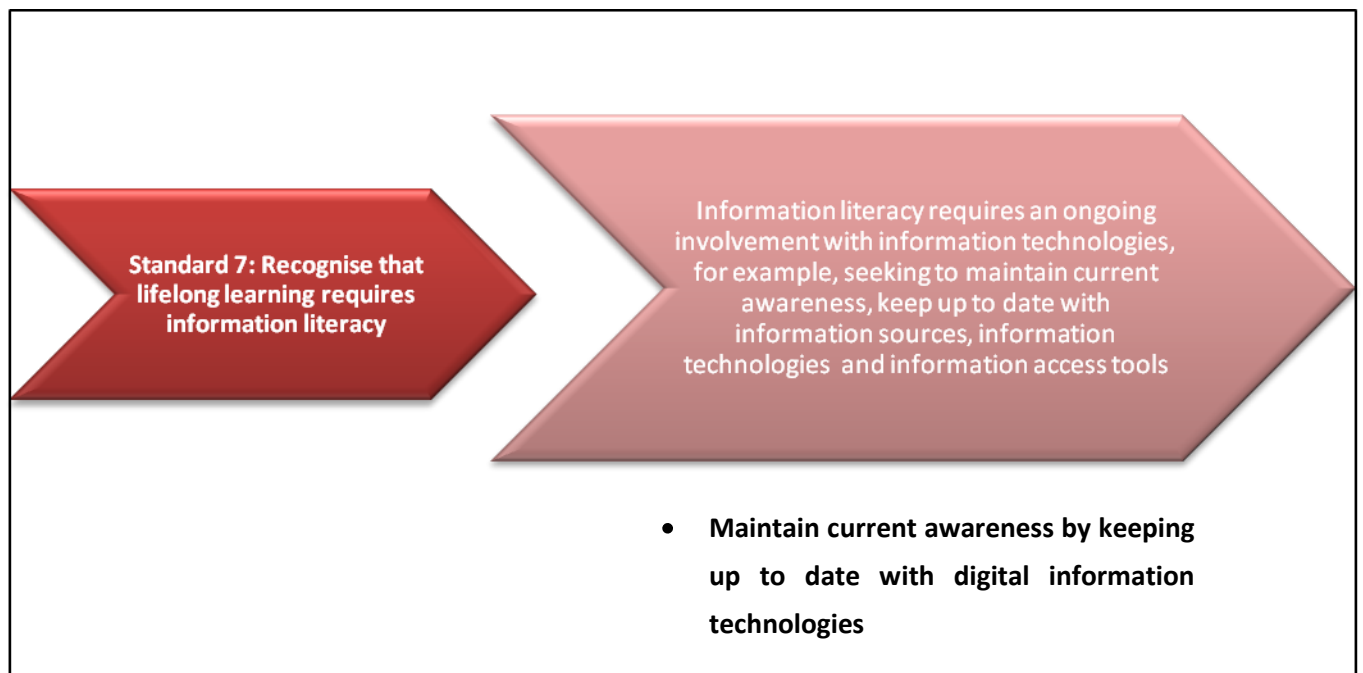 Standard 7: Recognise that
lifelong learning requires
information literacy
Information literacy requires an ongoing
involvement with information technologies,
for example, seeking to maintain current
awareness, keep up to date with
information sources, information
technologies and information access tools
• Maintain current awareness by keeping
up to date with digital information
technologies